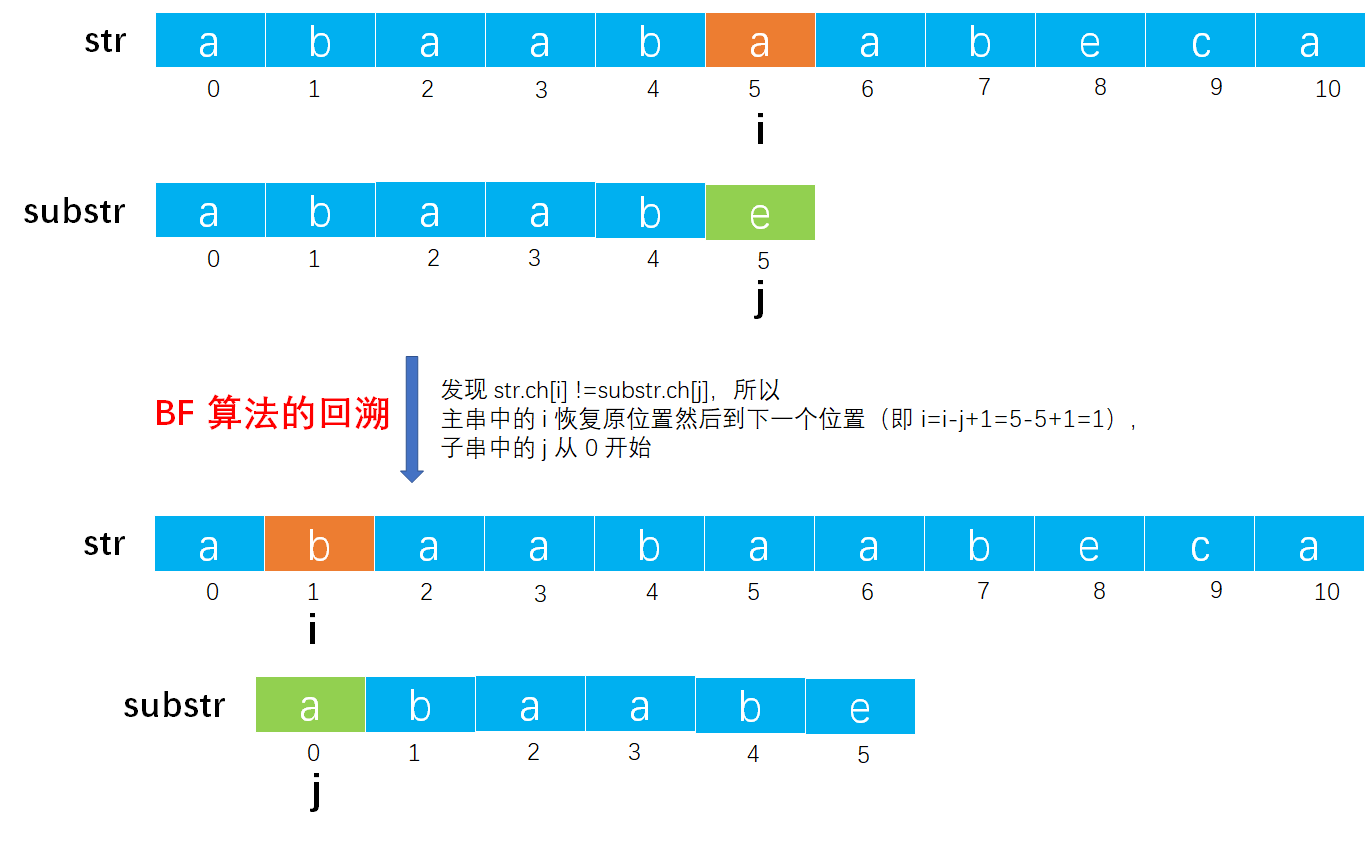 str a b a a b a a b e c a
0 1 2 3 4 5 6 7 8 9 10
i
substr a b a a b e
0 1 2 3 4 5
j
BF 算法的回溯
发现 str.ch[i] !=substr.ch[j]，所以
主串中的 i 恢复原位置然后到下一个位置（即 i=i-j+1=5-5+1=1）,
子串中的 j 从 0 开始
str a b a a b a a b e c a
0 1 2 3 4 5 6 7 8 9 10
i
substr a b a a b e
0 1 2 3 4 5
j